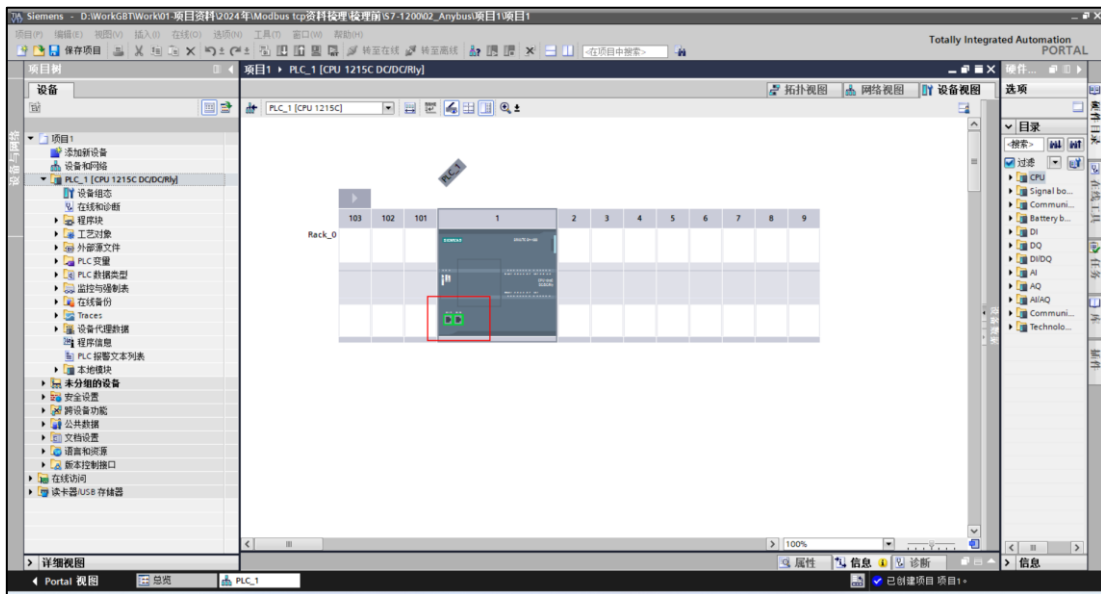 Siemens - D:\WorkGBT\Work\01-项目资料\2024年\Modbus tcp资料梳理\梳理前\S7-1200\02_Anybus\项目1\项目1
项目(P) 编辑(E) 视图(V) 插入(I) 在线(O) 选项(N) 工具(T) 窗口(W) 帮助(H)
Totally Integrated Automation
PORTAL
保存项目 转至在线 转至离线 <在项目中搜索>
项目树
项目1 ▸ PLC_1 [CPU 1215C DC/DC/Rly]
硬件...
设备
拓扑视图 网络视图 设备视图
选项
PLC_1 [CPU 1215C]
目录
<搜索>
过滤
项目1
添加新设备
设备和网络
PLC_1 [CPU 1215C DC/DC/Rly]
设备组态
在线和诊断
程序块
工艺对象
外部源文件
PLC 变量
PLC 数据类型
监控与强制表
在线备份
Traces
设备代理数据
程序信息
PLC 报警文本列表
本地模块
未分组的设备
安全设置
跨设备功能
公共数据
文档设置
语言和资源
版本控制接口
在线访问
读卡器/USB 存储器
PLC_1
103 102 101 1 2 3 4 5 6 7 8 9
Rack_0
SIEMENS
CPU
Signal bo...
Communi...
Battery b...
DI
DQ
DI/DQ
AI
AQ
AI/AQ
Communi...
Technolo...
硬件目录
在线工具
任务
库
插件
100%
详细视图
属性 信息 诊断
信息
Portal 视图 总览 PLC_1
已创建项目 项目1。